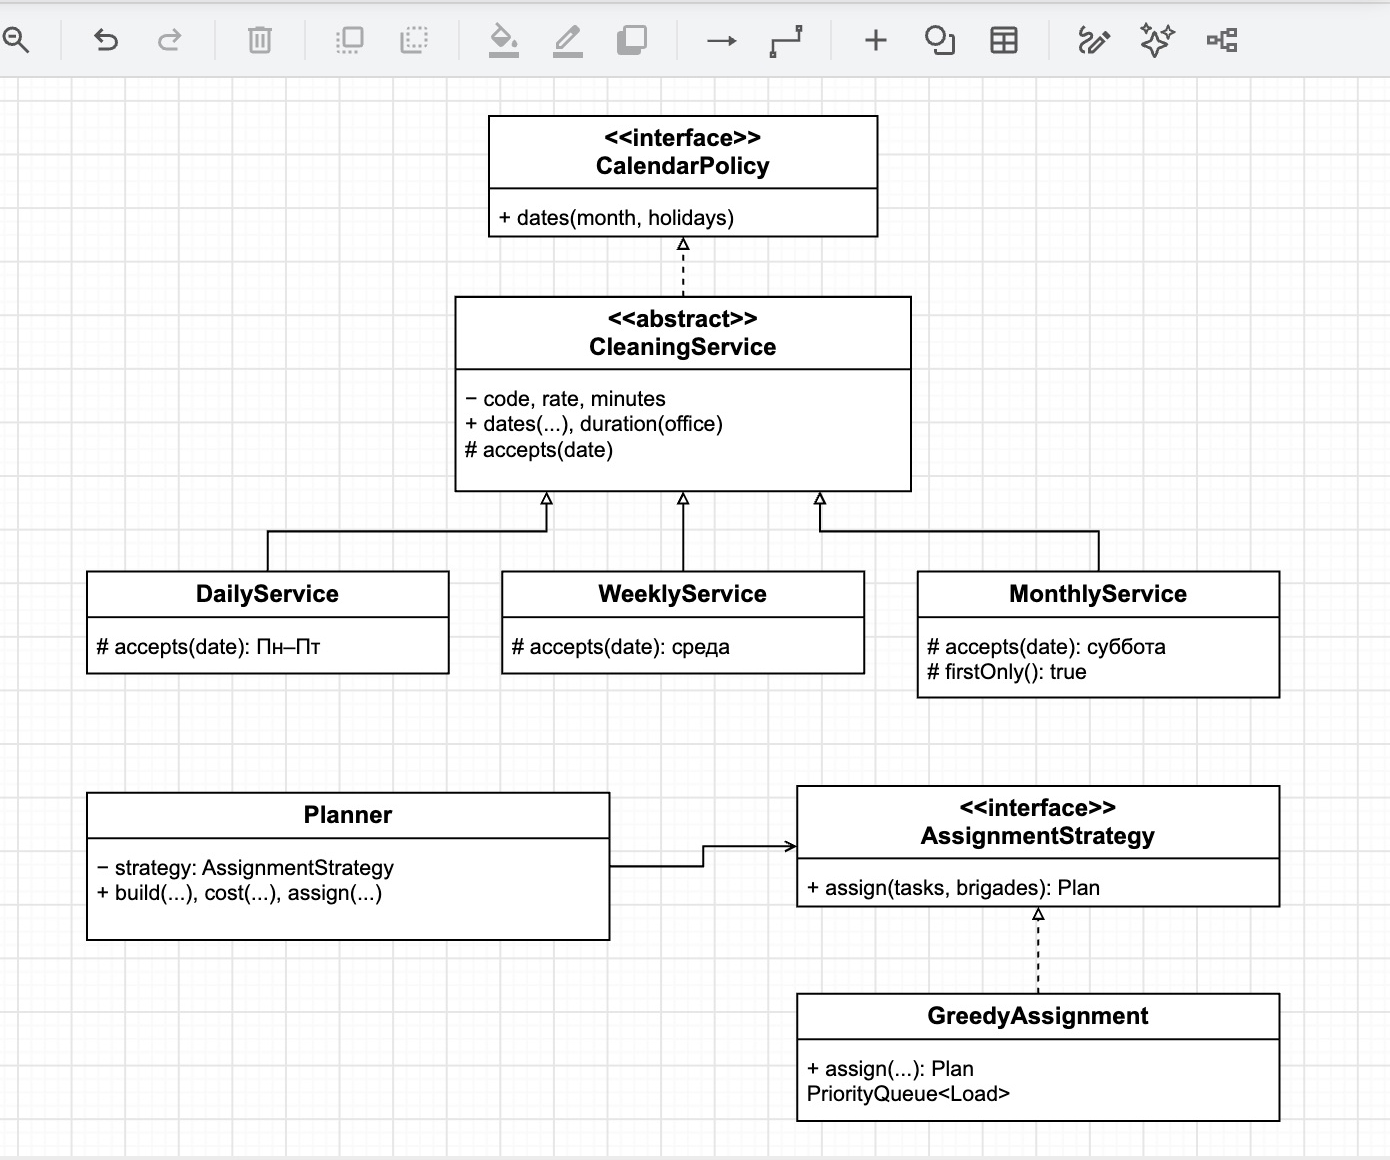 <<interface>>
CalendarPolicy
+ dates(month, holidays)
<<abstract>>
CleaningService
− code, rate, minutes
+ dates(...), duration(office)
# accepts(date)
DailyService
# accepts(date): Пн–Пт
WeeklyService
# accepts(date): среда
MonthlyService
# accepts(date): суббота
# firstOnly(): true
Planner
− strategy: AssignmentStrategy
+ build(...), cost(...), assign(...)
<<interface>>
AssignmentStrategy
+ assign(tasks, brigades): Plan
GreedyAssignment
+ assign(...): Plan
PriorityQueue<Load>